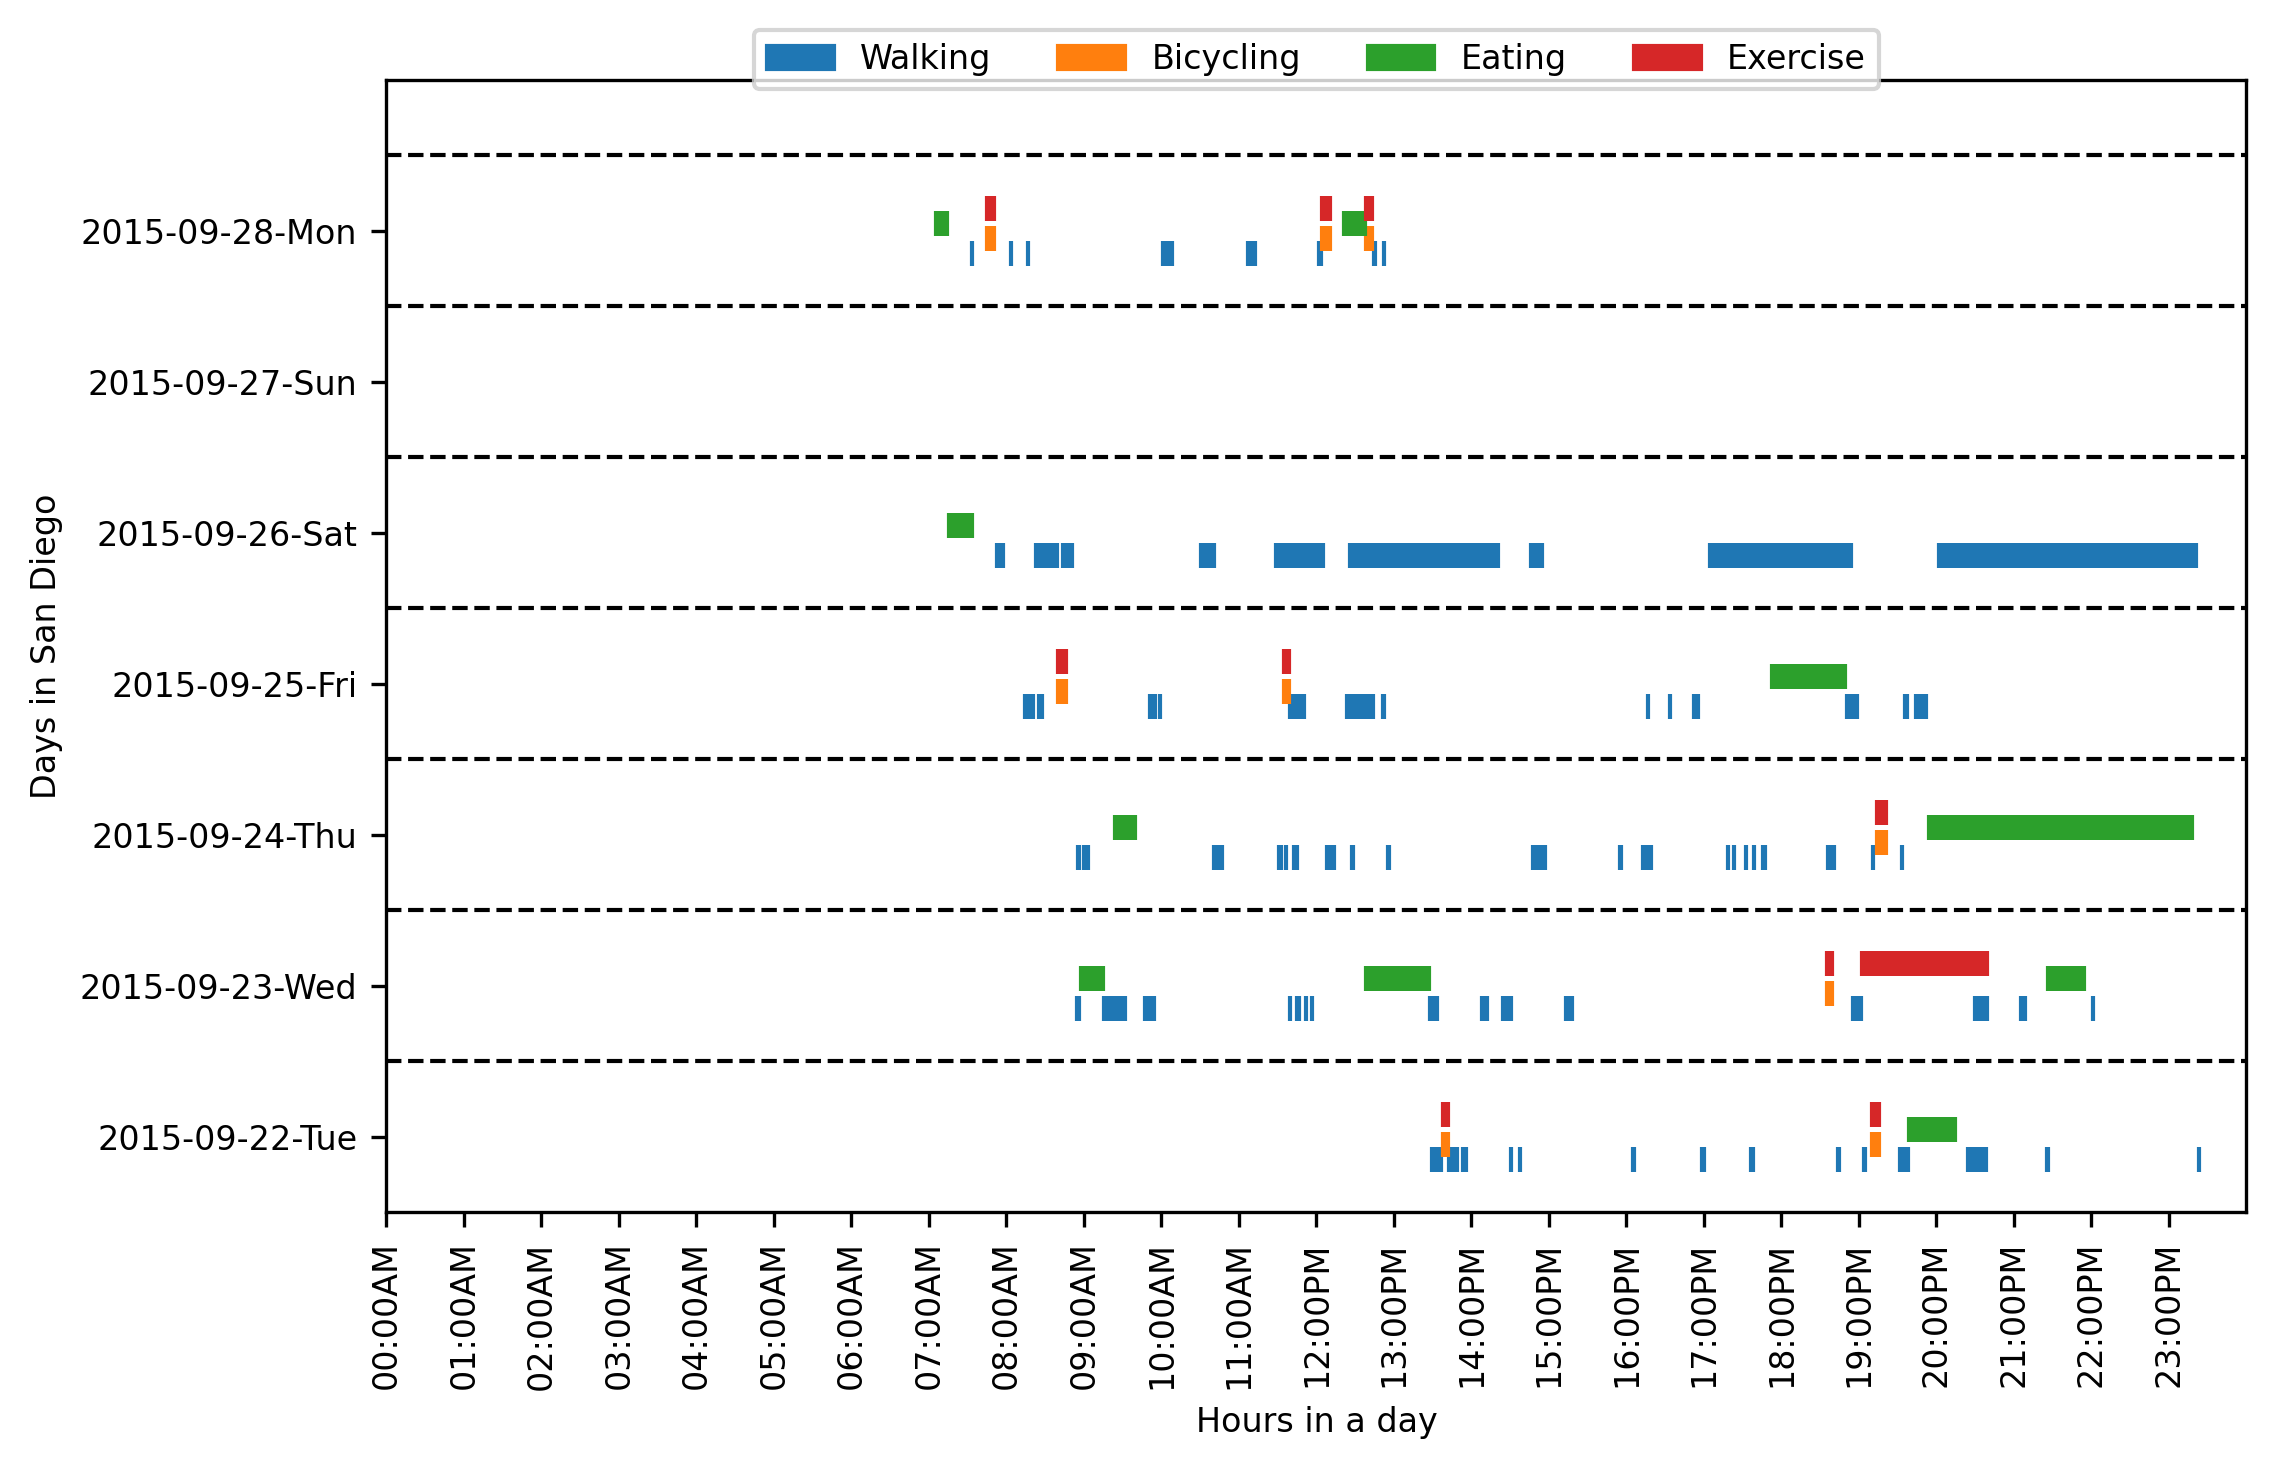 Walking Bicycling Eating Exercise
Days in San Diego
2015-09-28-Mon
2015-09-27-Sun
2015-09-26-Sat
2015-09-25-Fri
2015-09-24-Thu
2015-09-23-Wed
2015-09-22-Tue
00:00AM
01:00AM
02:00AM
03:00AM
04:00AM
05:00AM
06:00AM
07:00AM
08:00AM
09:00AM
10:00AM
11:00AM
12:00PM
13:00PM
14:00PM
15:00PM
16:00PM
17:00PM
18:00PM
19:00PM
20:00PM
21:00PM
22:00PM
23:00PM
Hours in a day